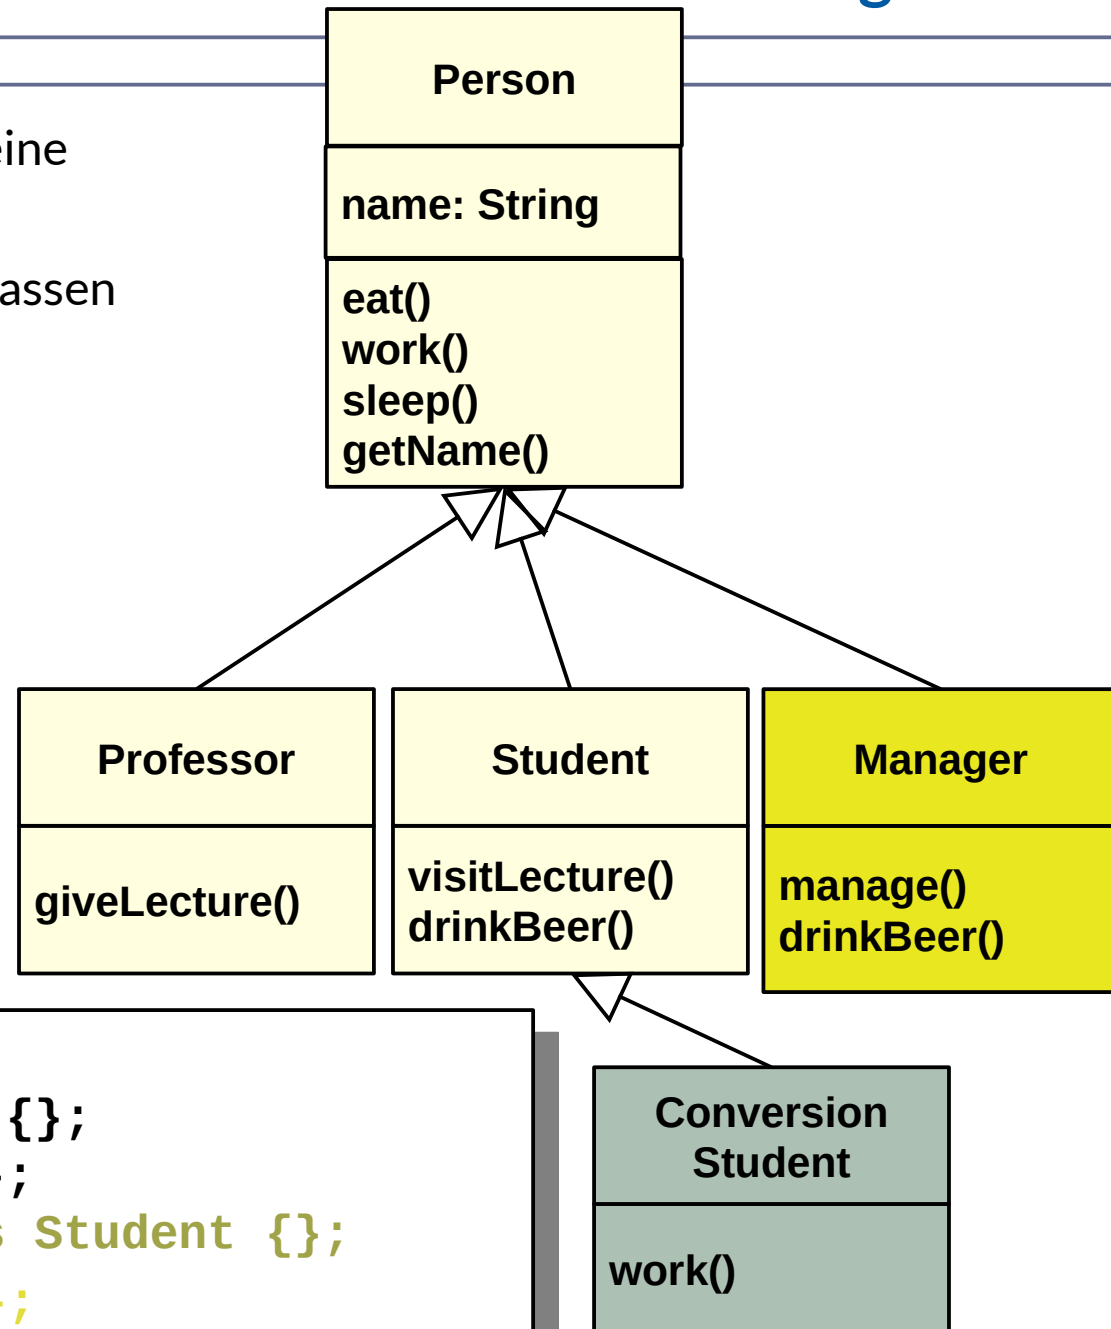 g
Person
eine
name: String
assen
eat()
work()
sleep()
getName()
Professor
Student
Manager
giveLecture()
visitLecture()
drinkBeer()
manage()
drinkBeer()
{};
;
s Student {};
;
Conversion
Student
work()